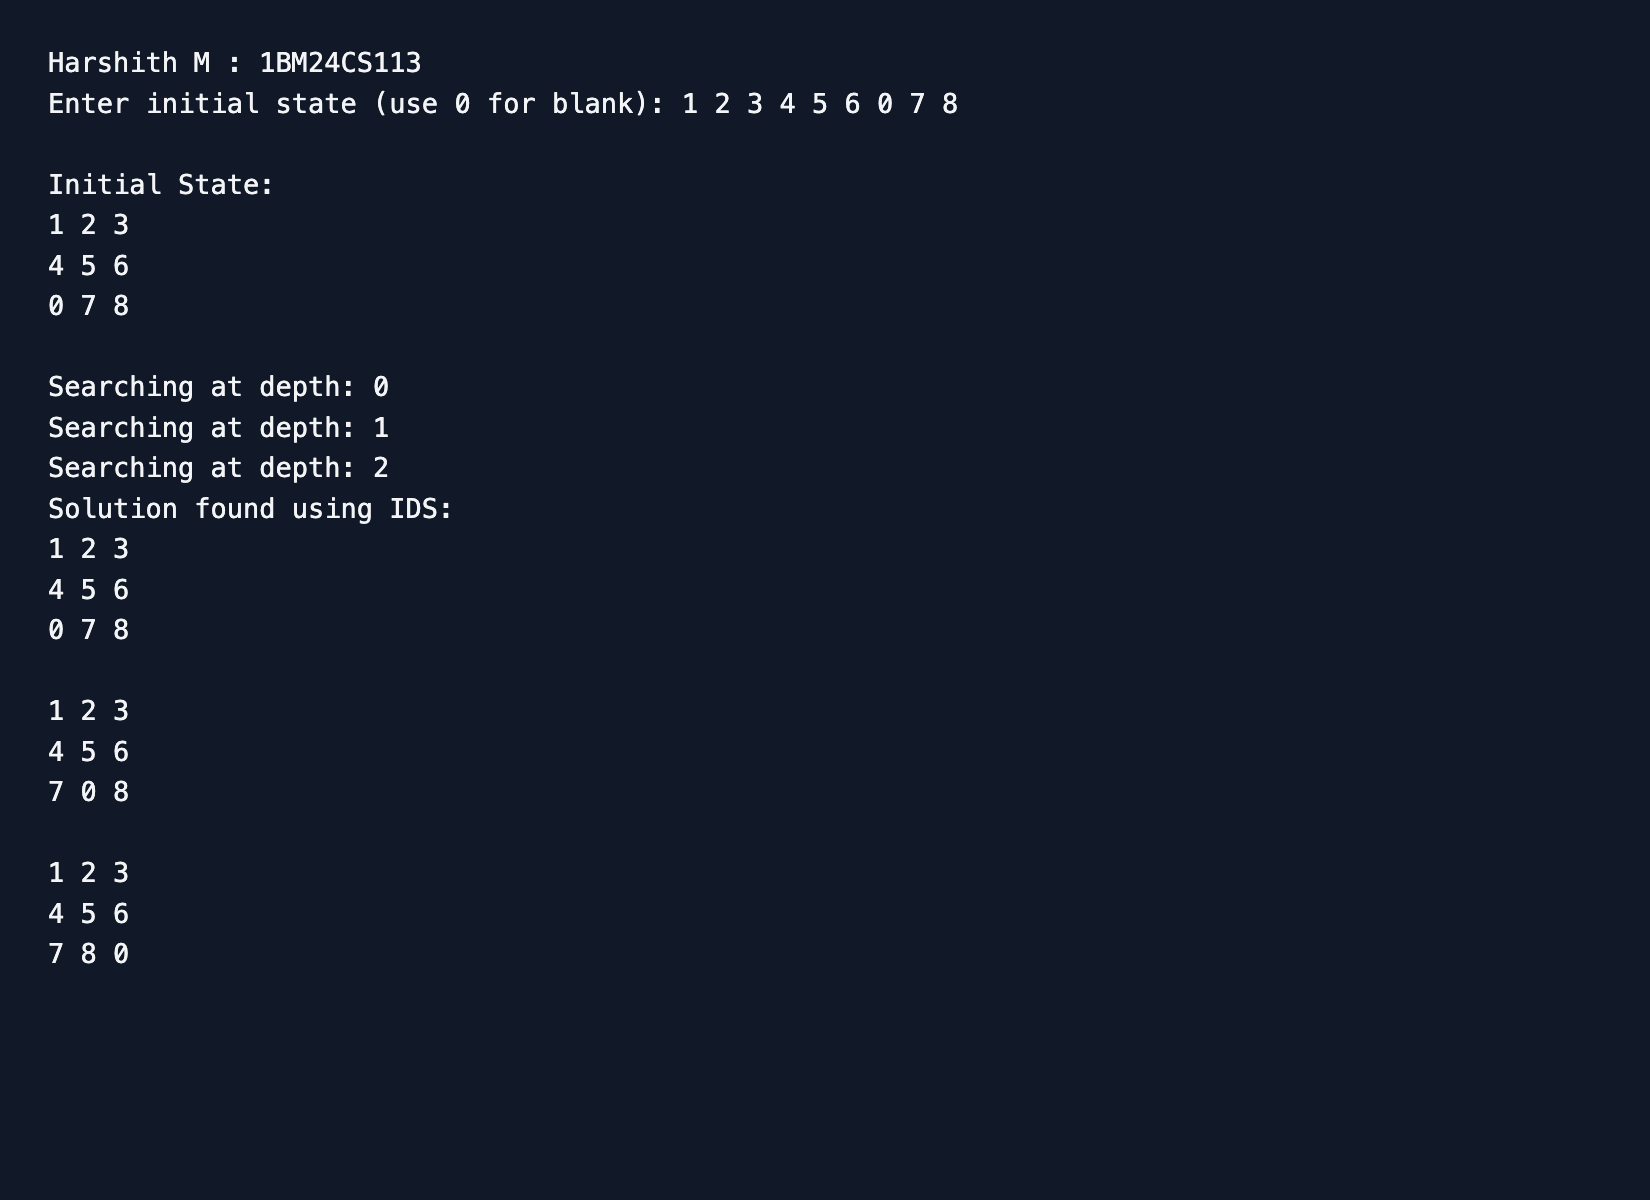 Harshith M : 1BM24CS113
Enter initial state (use 0 for blank): 1 2 3 4 5 6 0 7 8
Initial State:
1 2 3
4 5 6
0 7 8
Searching at depth: 0
Searching at depth: 1
Searching at depth: 2
Solution found using IDS:
1 2 3
4 5 6
0 7 8
1 2 3
4 5 6
7 0 8
1 2 3
4 5 6
7 8 0